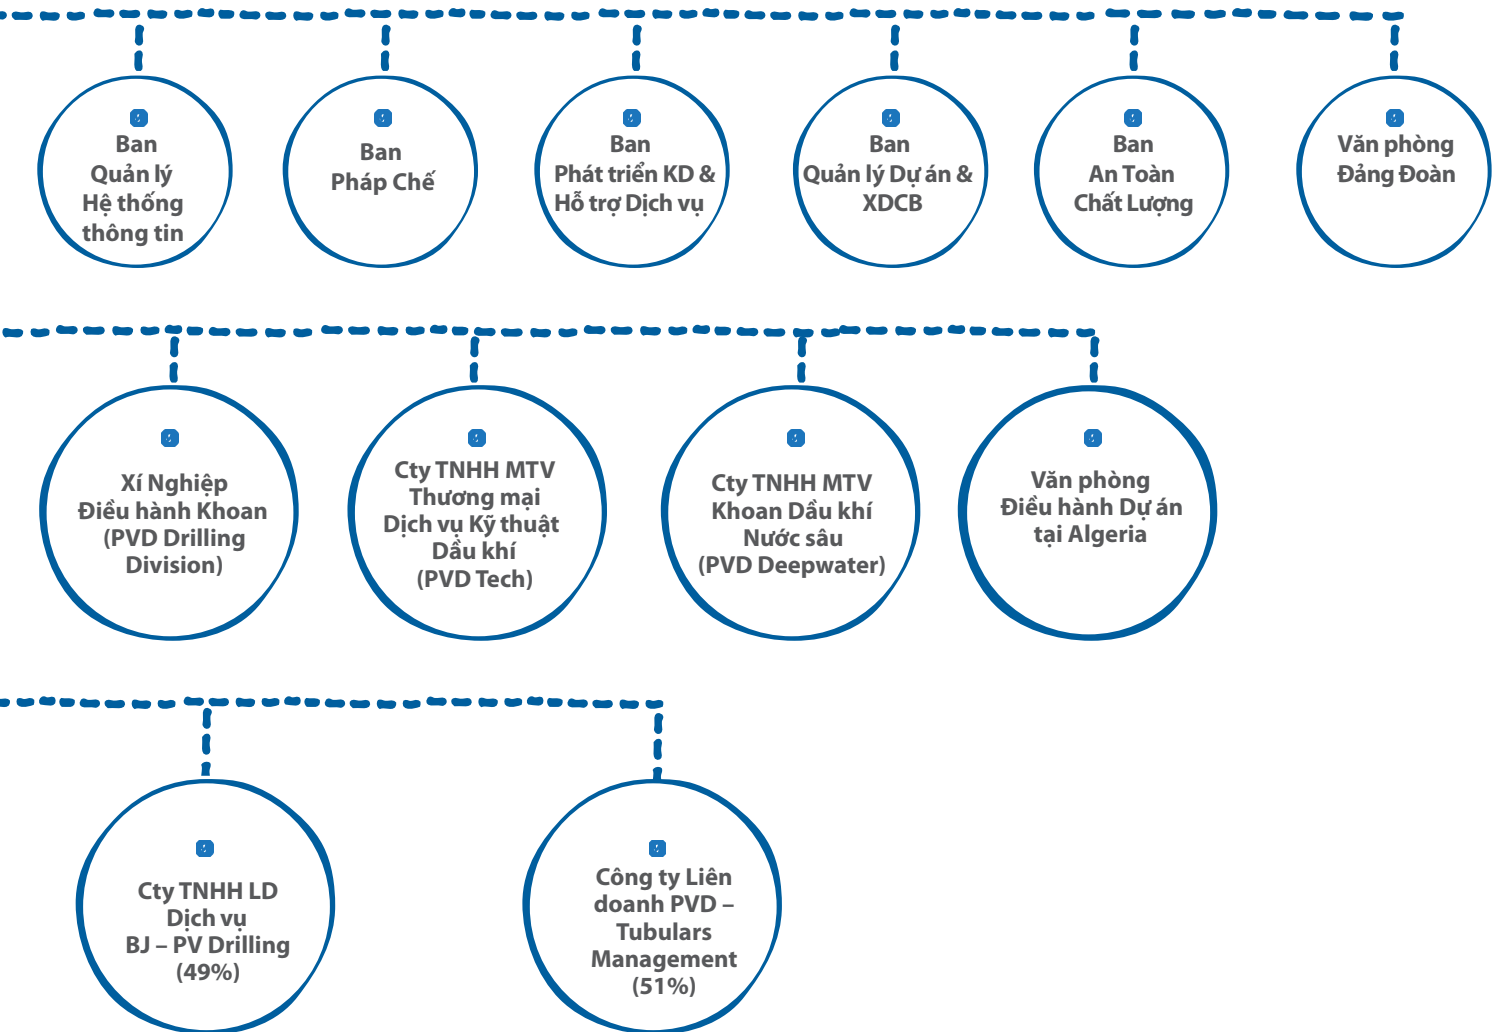 Ban
Quản lý
Hệ thống
thông tin
Ban
Pháp Chế
Ban
Phát triển KD &
Hỗ trợ Dịch vụ
Ban
Quản lý Dự án &
XDCB
Ban
An Toàn
Chất Lượng
Văn phòng
Đảng Đoàn
Xí Nghiệp
Điều hành Khoan
(PVD Drilling
Division)
Cty TNHH MTV
Thương mại
Dịch vụ Kỹ thuật
Dầu khí
(PVD Tech)
Cty TNHH MTV
Khoan Dầu khí
Nước sâu
(PVD Deepwater)
Văn phòng
Điều hành Dự án
tại Algeria
Cty TNHH LD
Dịch vụ
BJ – PV Drilling
(49%)
Công ty Liên
doanh PVD –
Tubulars
Management
(51%)